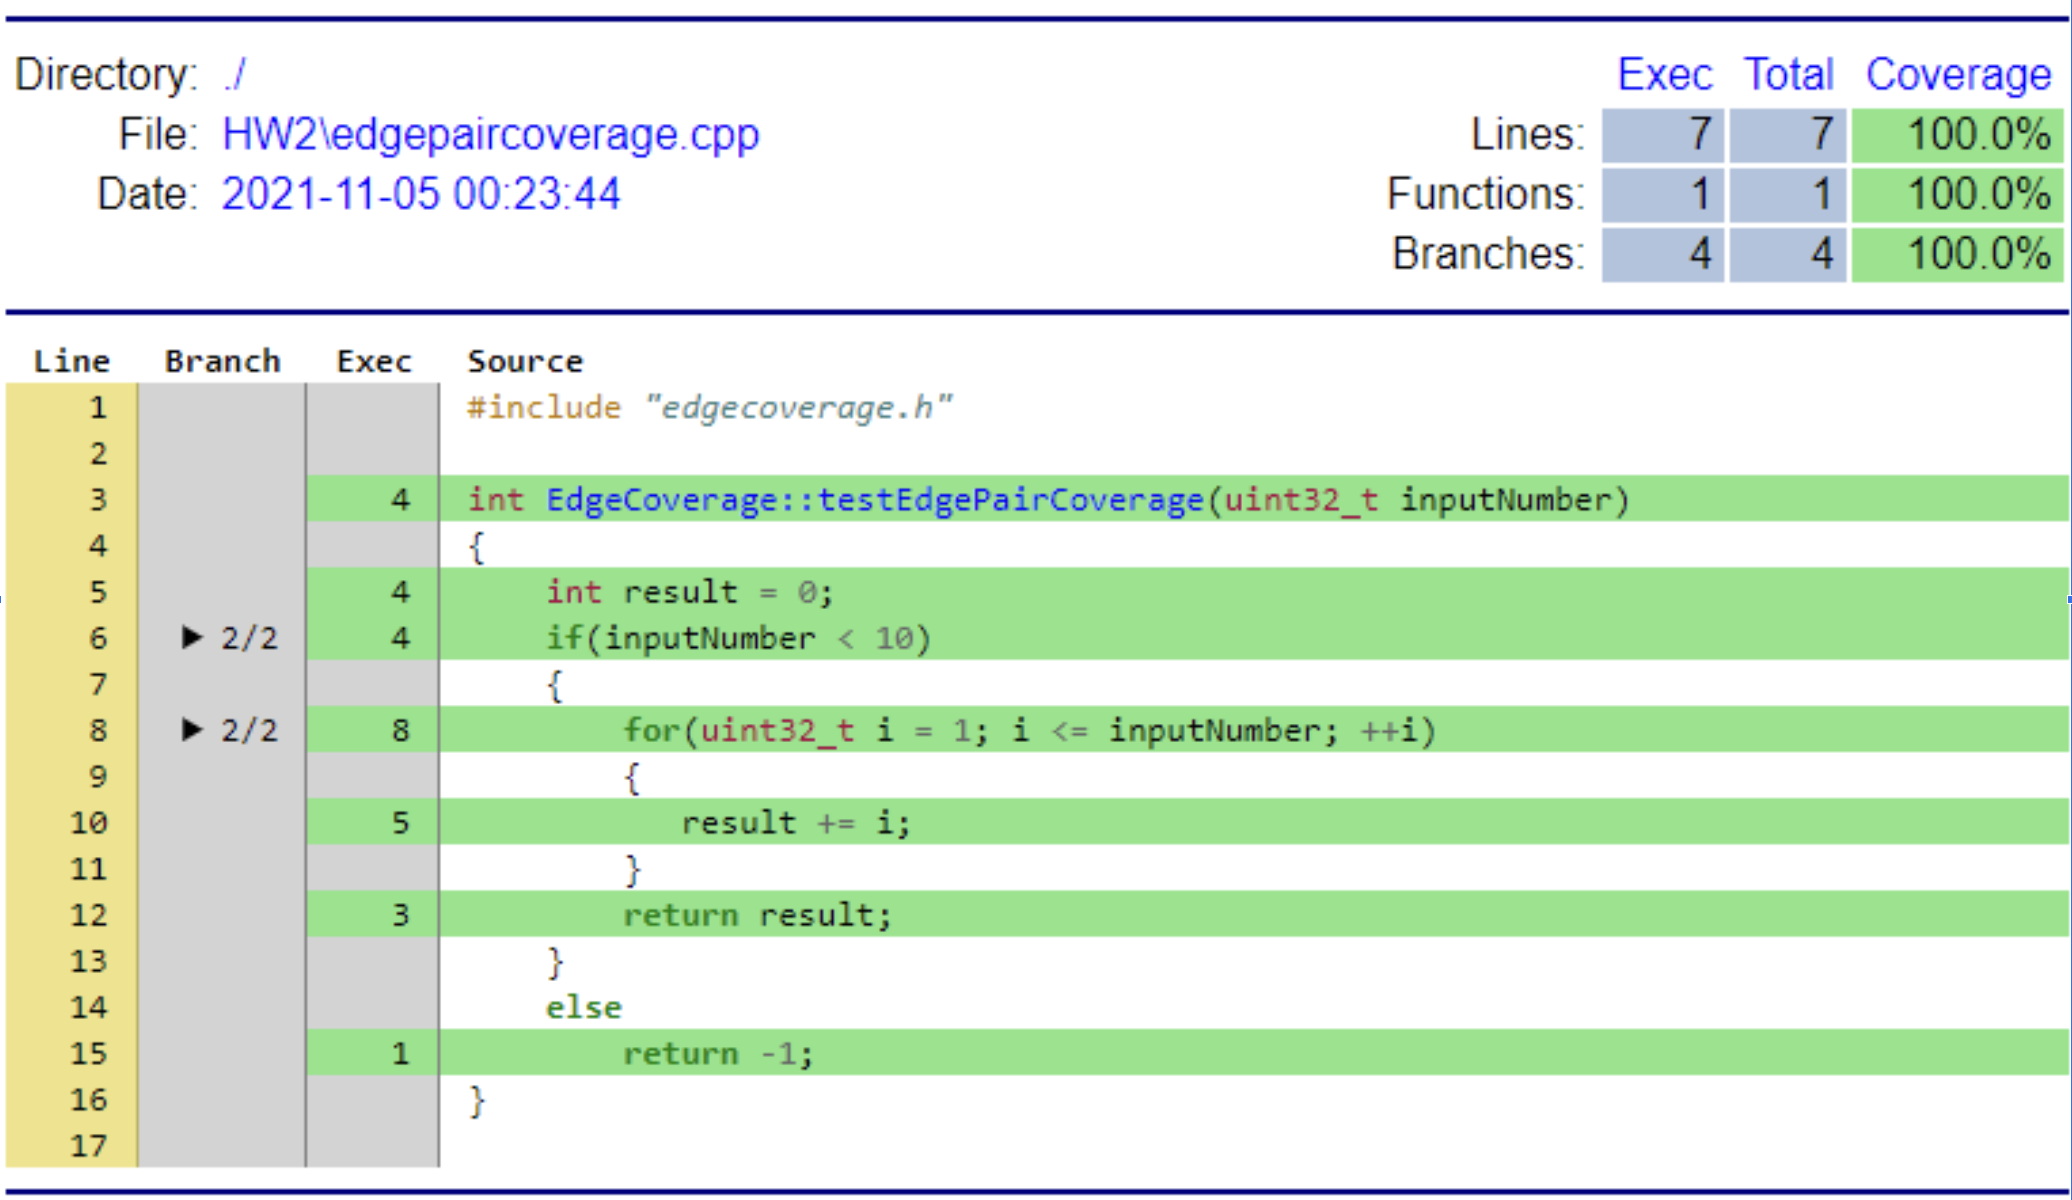 Directory: ./
File: HW2\edgepaircoverage.cpp
Date: 2021-11-05 00:23:44
Exec Total Coverage
Lines: 7 7 100.0%
Functions: 1 1 100.0%
Branches: 4 4 100.0%
Line Branch Exec Source
1 #include "edgecoverage.h"
2
3 4 int EdgeCoverage::testEdgePairCoverage(uint32_t inputNumber)
4 {
5 4 int result = 0;
6 ▶ 2/2 4 if(inputNumber < 10)
7 {
8 ▶ 2/2 8 for(uint32_t i = 1; i <= inputNumber; ++i)
9 {
10 5 result += i;
11 }
12 3 return result;
13 }
14 else
15 1 return -1;
16 }
17